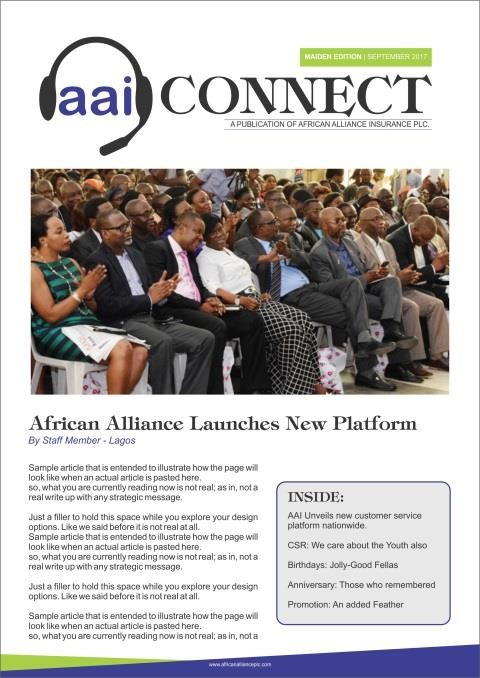 MAIDEN EDITION | SEPTEMBER 2017
aai CONNECT
A PUBLICATION OF AFRICAN ALLIANCE INSURANCE PLC.
African Alliance Launches New Platform
By Staff Member - Lagos
Sample article that is entended to illustrate how the page will
look like when an actual article is pasted here.
so, what you are currently reading now is not real; as in, not a
real write up with any strategic message.
Just a filler to hold this space while you explore your design
options. Like we said before it is not real at all.
Sample article that is entended to illustrate how the page will
look like when an actual article is pasted here.
so, what you are currently reading now is not real; as in, not a
real write up with any strategic message.
Just a filler to hold this space while you explore your design
options. Like we said before it is not real at all.
Sample article that is entended to illustrate how the page will
look like when an actual article is pasted here.
so, what you are currently reading now is not real; as in, not a
INSIDE:
AAI Unveils new customer service
platform nationwide.
CSR: We care about the Youth also
Birthdays: Jolly-Good Fellas
Anniversary: Those who remembered
Promotion: An added Feather
www.africanallianceplc.com